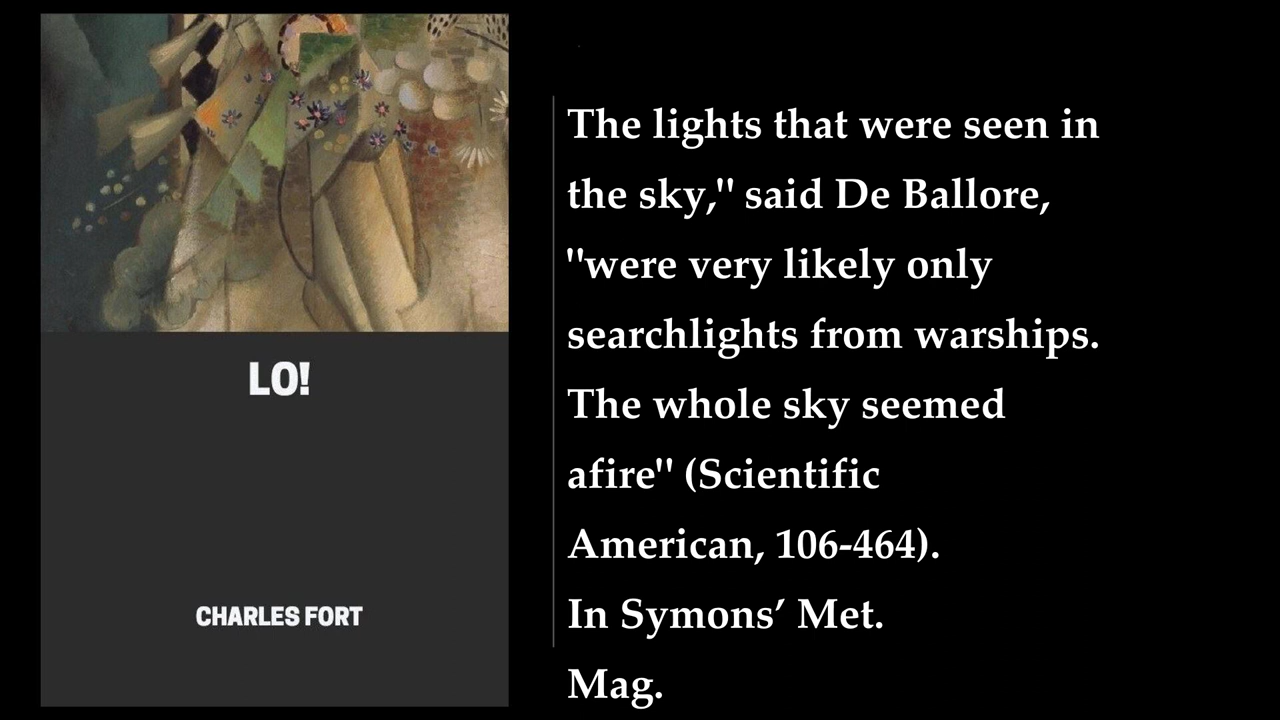 LO!
CHARLES FORT
The lights that were seen in
the sky," said De Ballore,
"were very likely only
searchlights from warships.
The whole sky seemed
afire" (Scientific
American, 106-464).
In Symons’ Met.
Mag.